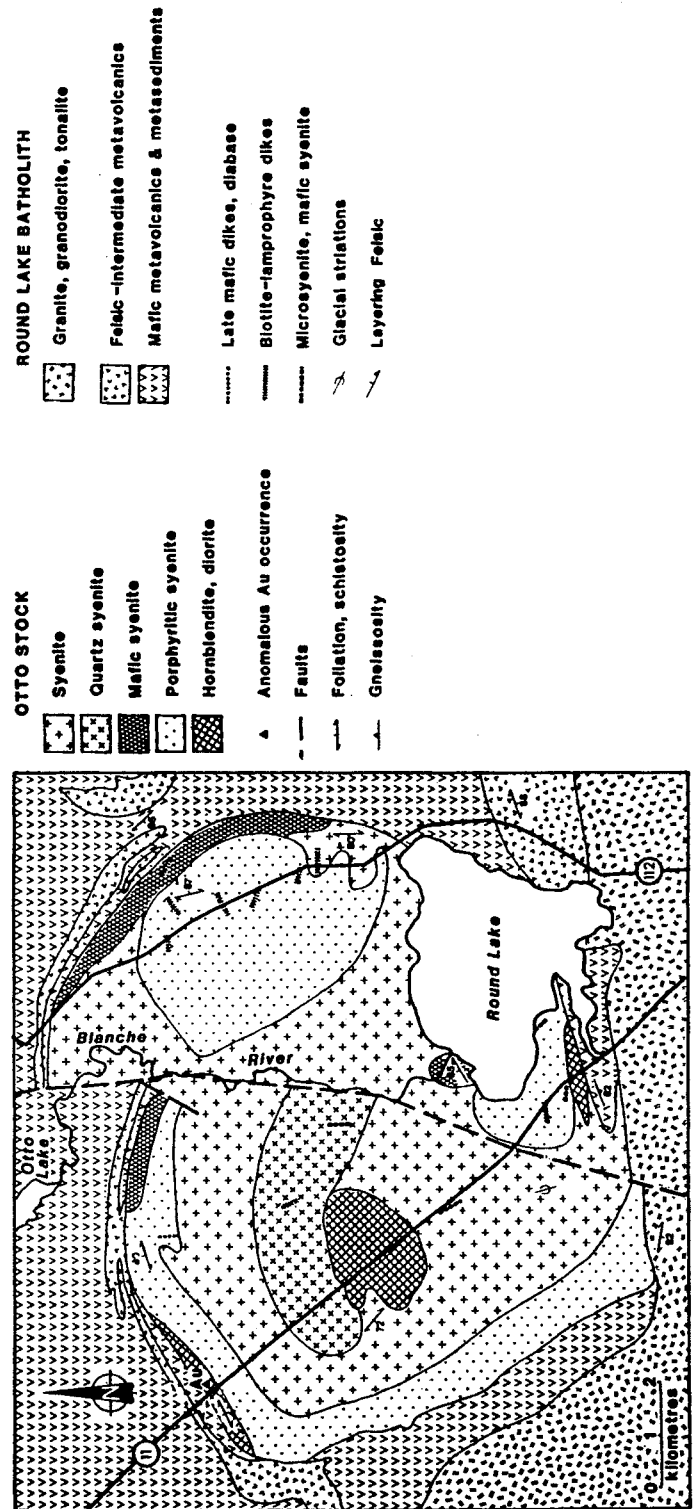 OTTO STOCK
Syenite
Quartz syenite
Mafic syenite
Porphyritic syenite
Hornblendite, diorite
Anomalous Au occurrence
Faults
Foliation, schistosity
Gneissosity
ROUND LAKE BATHOLITH
Granite, granodiorite, tonalite
Felsic-intermediate metavolcanics
Mafic metavolcanics & metasediments
Late mafic dikes, diabase
Biotite-lamprophyre dikes
Microsyenite, mafic syenite
Glacial striations
Layering Felsic
Otto
Lake
Blanche
River
Round Lake
N
Au
11
112
77
87
62
0 1 2
kilometres